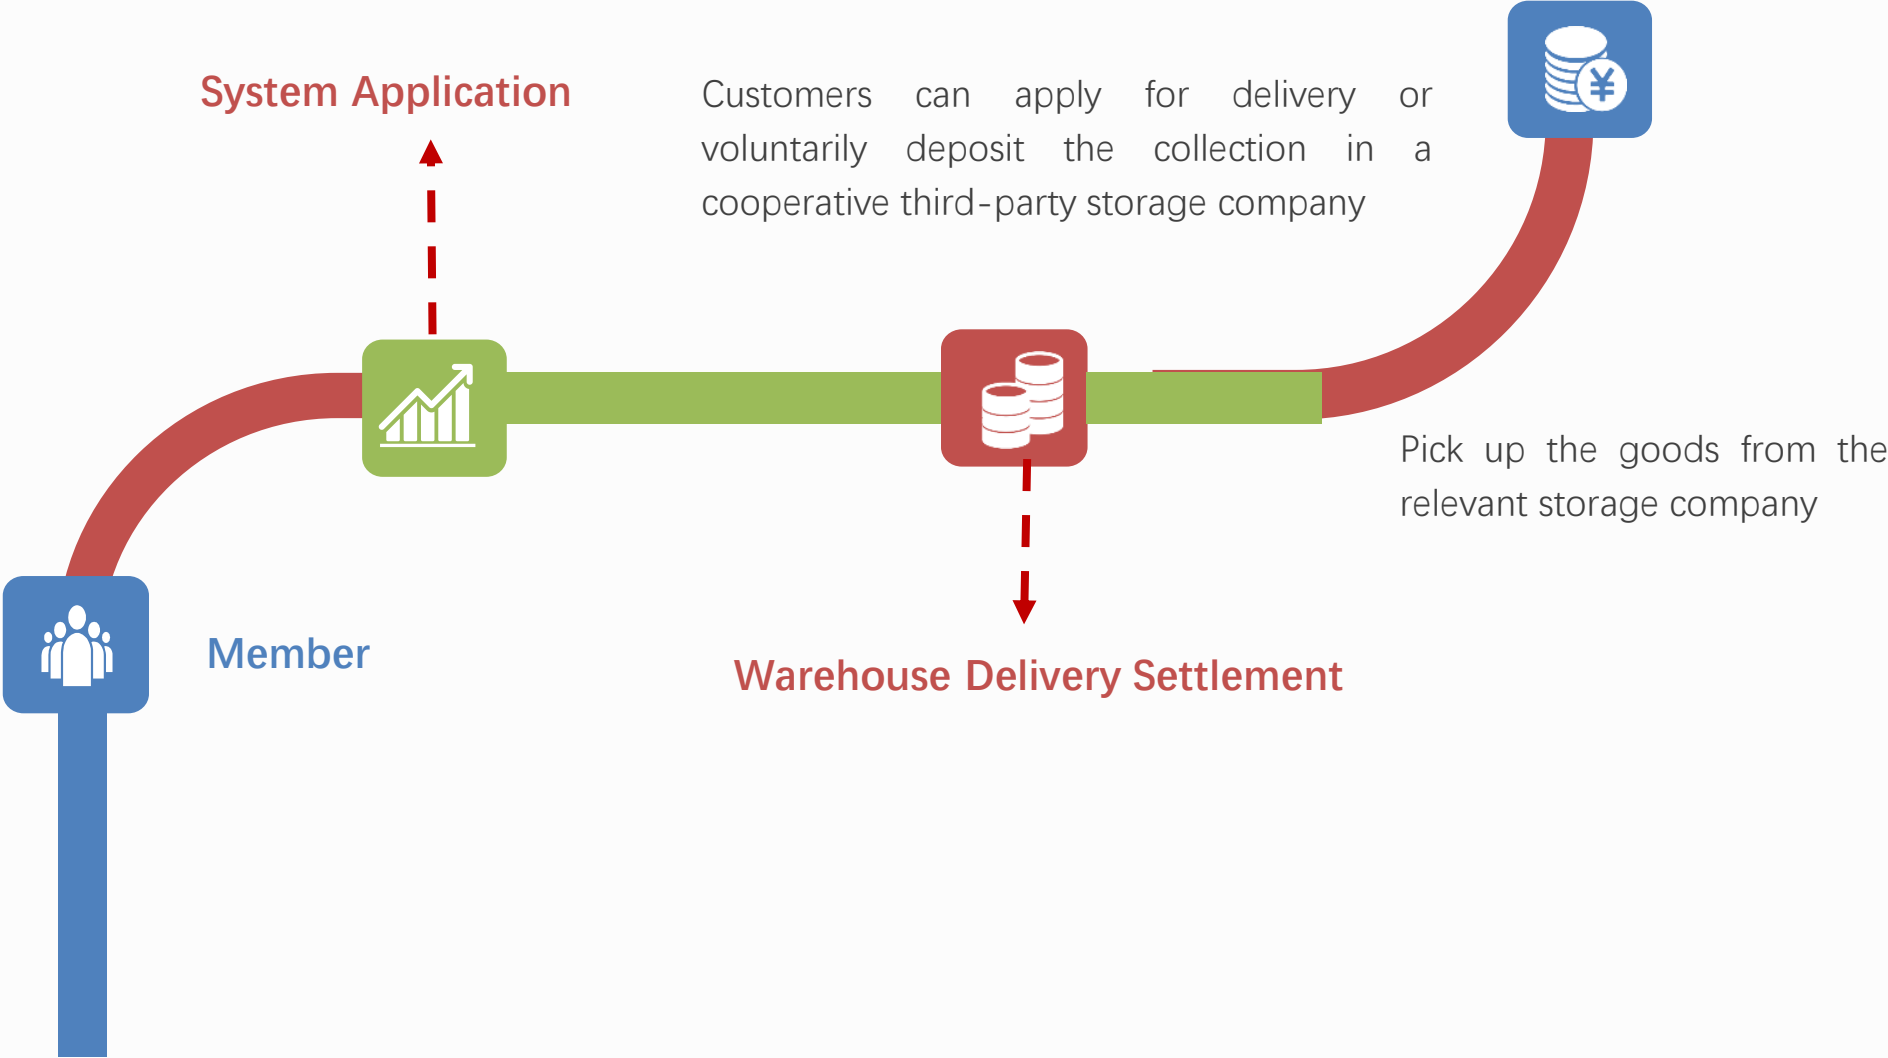 System Application
Customers can apply for delivery or
voluntarily deposit the collection in a
cooperative third-party storage company
¥
Pick up the goods from the
relevant storage company
Member
Warehouse Delivery Settlement